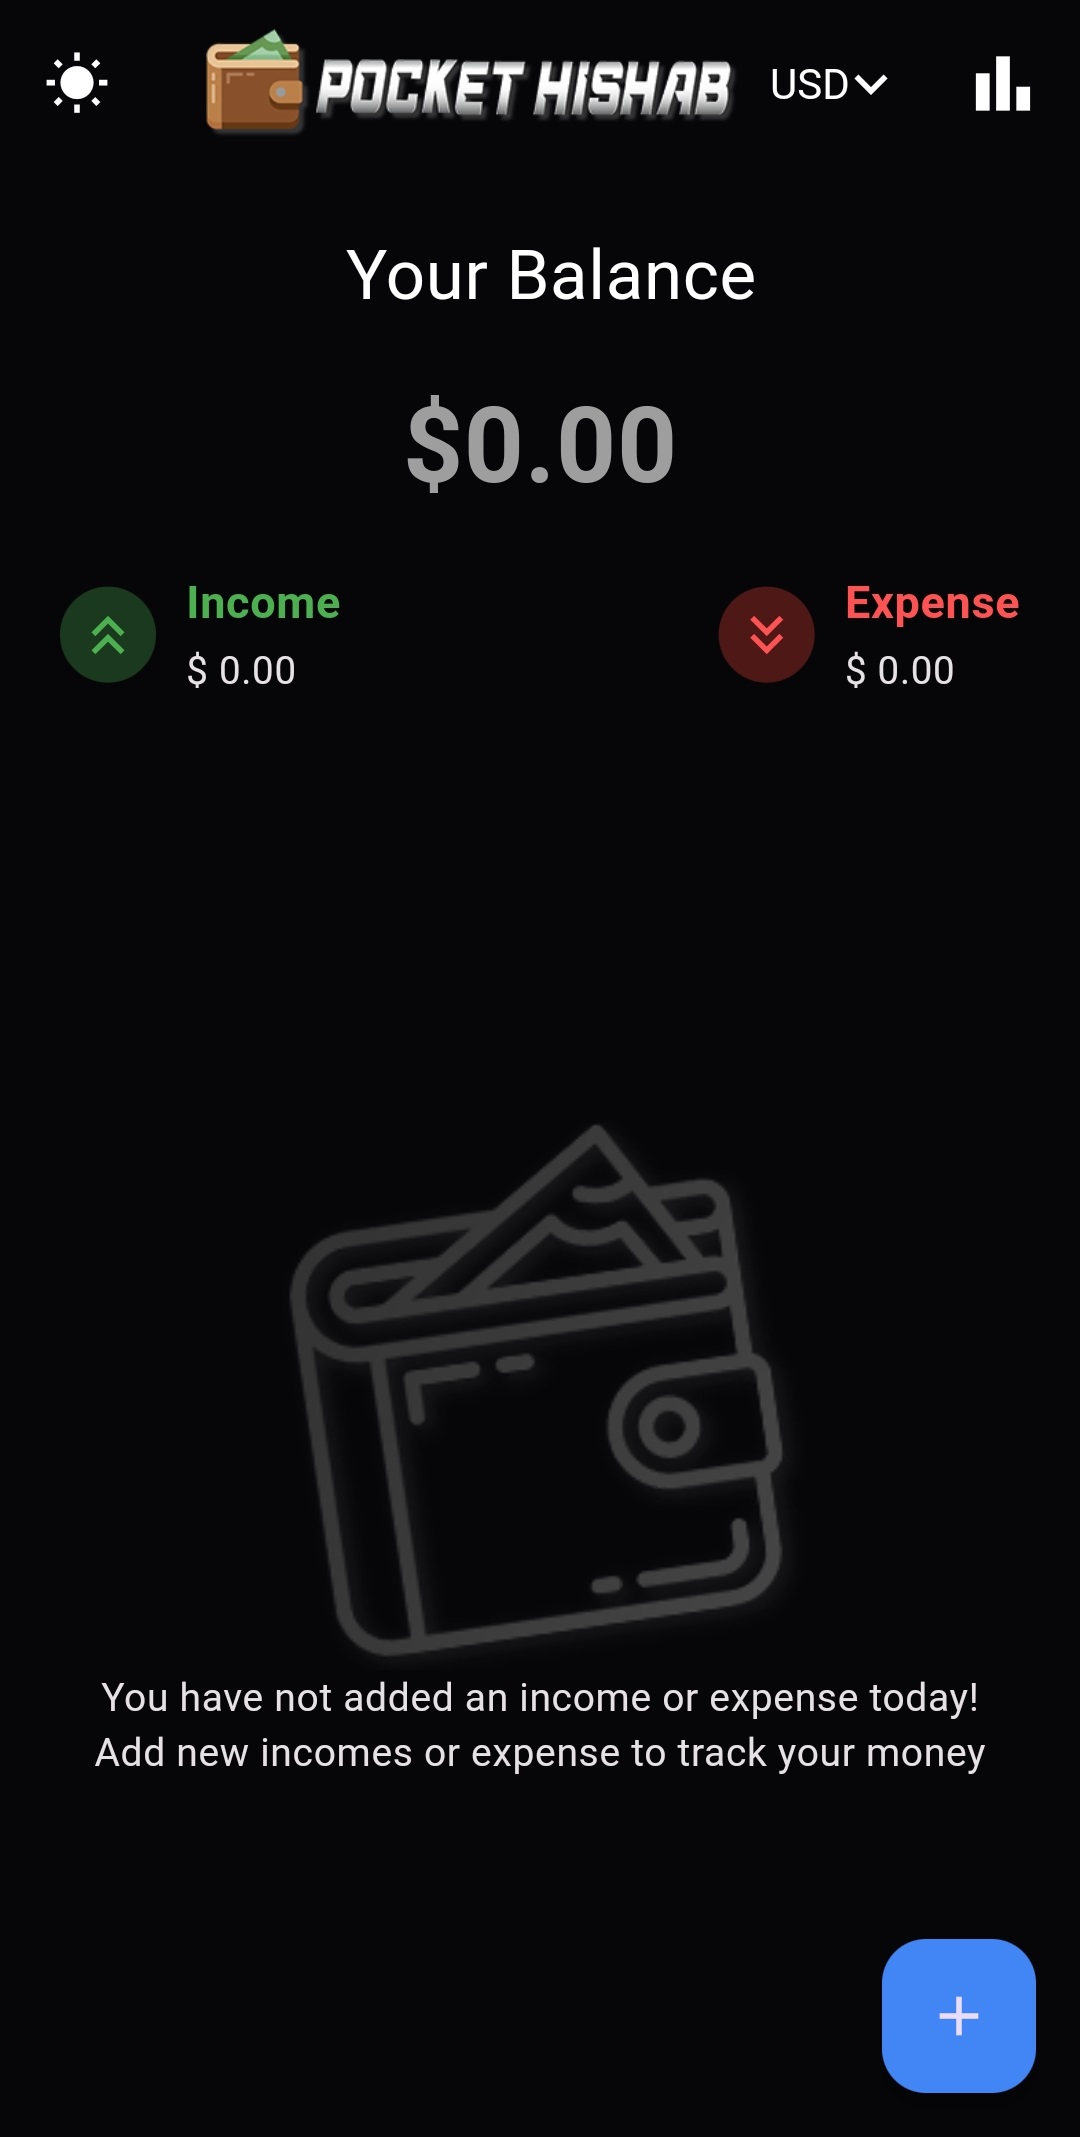 POCKET HISHAB
USD
Your Balance
$0.00
Income
$ 0.00
Expense
$ 0.00
You have not added an income or expense today!
Add new incomes or expense to track your money
+